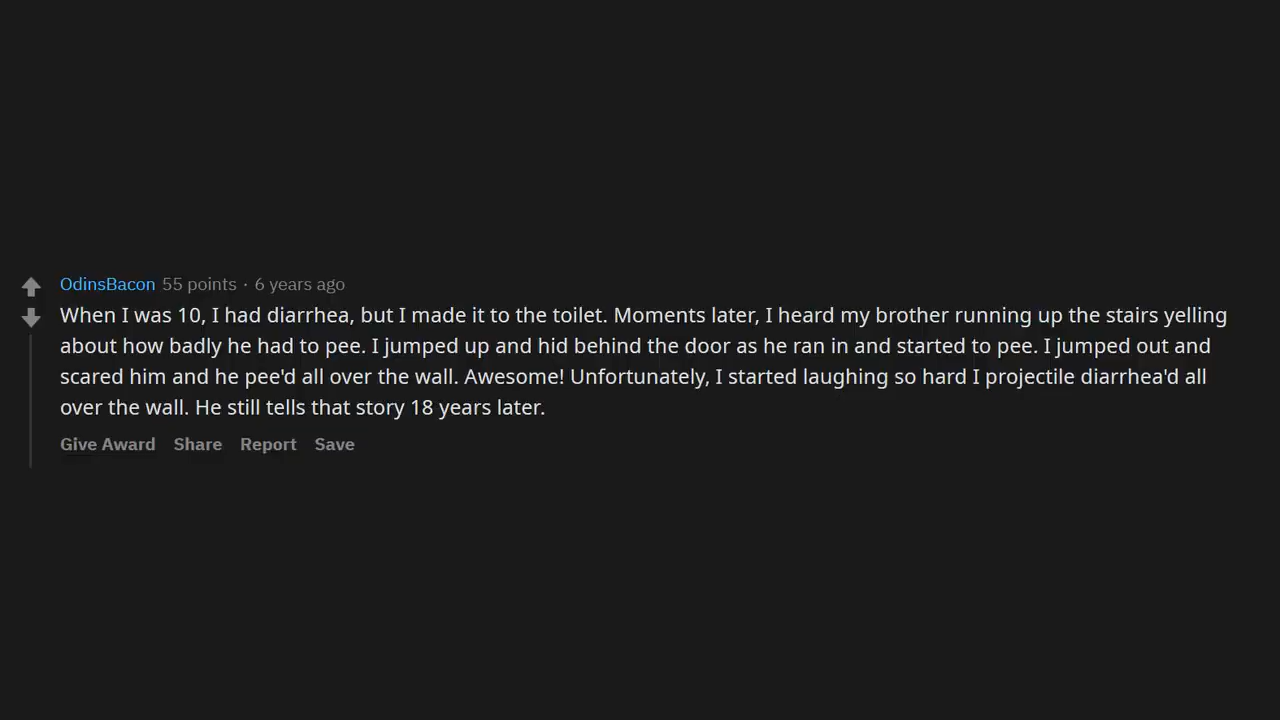 OdinsBacon 55 points · 6 years ago
When I was 10, I had diarrhea, but I made it to the toilet. Moments later, I heard my brother running up the stairs yelling
about how badly he had to pee. I jumped up and hid behind the door as he ran in and started to pee. I jumped out and
scared him and he pee'd all over the wall. Awesome! Unfortunately, I started laughing so hard I projectile diarrhea'd all
over the wall. He still tells that story 18 years later.
Give Award Share Report Save